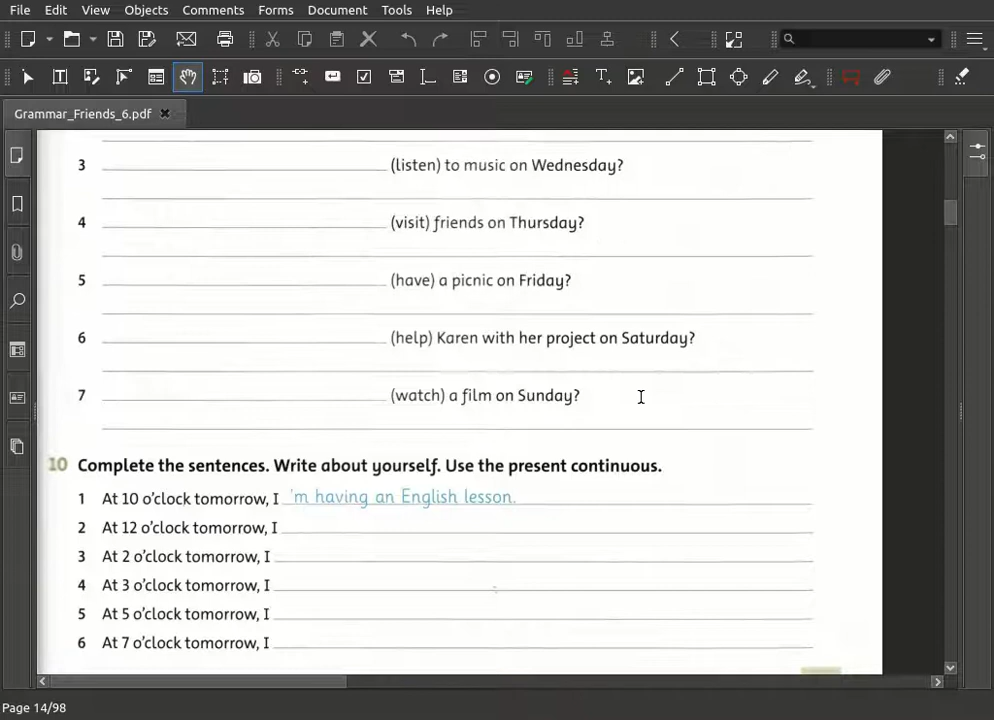 File Edit View Objects Comments Forms Document Tools Help
Grammar_Friends_6.pdf
3 (listen) to music on Wednesday?
4 (visit) friends on Thursday?
5 (have) a picnic on Friday?
6 (help) Karen with her project on Saturday?
7 (watch) a film on Sunday?
10 Complete the sentences. Write about yourself. Use the present continuous.
1 At 10 o'clock tomorrow, I 'm having an English lesson.
2 At 12 o'clock tomorrow, I
3 At 2 o'clock tomorrow, I
4 At 3 o'clock tomorrow, I
5 At 5 o'clock tomorrow, I
6 At 7 o'clock tomorrow, I
Page 14/98